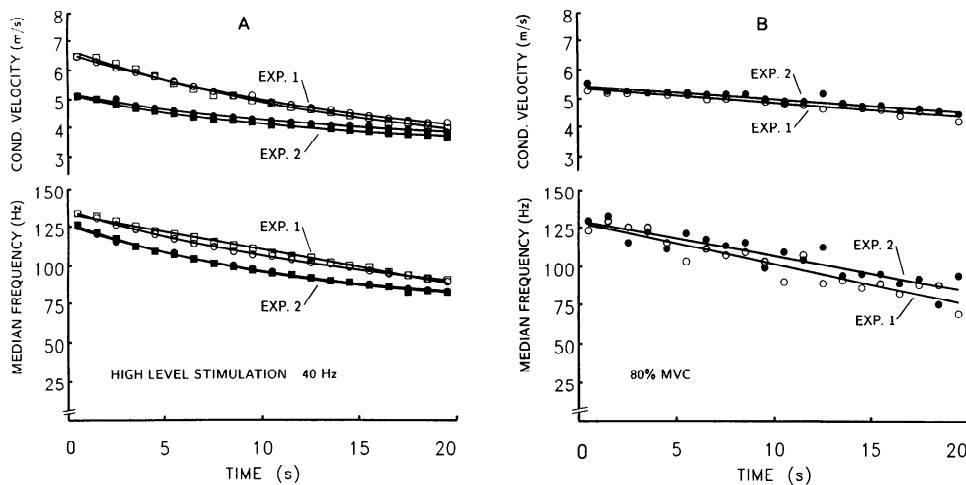 A
COND. VELOCITY (m/s)
8
7
6
5
4
3
EXP. 1
EXP. 2
MEDIAN FREQUENCY (Hz)
150
125
100
75
50
25
EXP. 1
EXP. 2
HIGH LEVEL STIMULATION 40 Hz
0 5 10 15 20
TIME (s)
B
COND. VELOCITY (m/s)
8
7
6
5
4
3
EXP. 2
EXP. 1
MEDIAN FREQUENCY (Hz)
150
125
100
75
50
25
EXP. 2
EXP. 1
80% MVC
0 5 10 15 20
TIME (s)